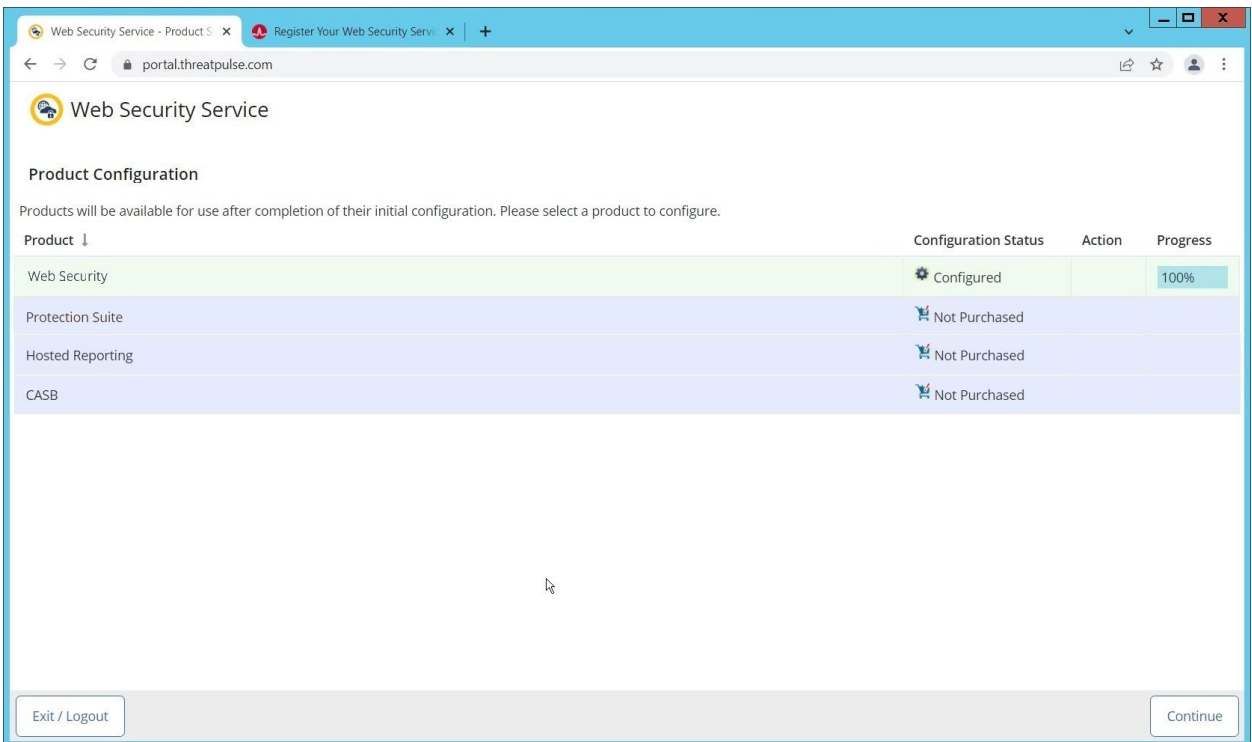 Web Security Service - Product S
Register Your Web Security Servi
portal.threatpulse.com
Web Security Service
Product Configuration
Products will be available for use after completion of their initial configuration. Please select a product to configure.
Product Configuration Status Action Progress
Web Security Configured 100%
Protection Suite Not Purchased
Hosted Reporting Not Purchased
CASB Not Purchased
Exit / Logout Continue